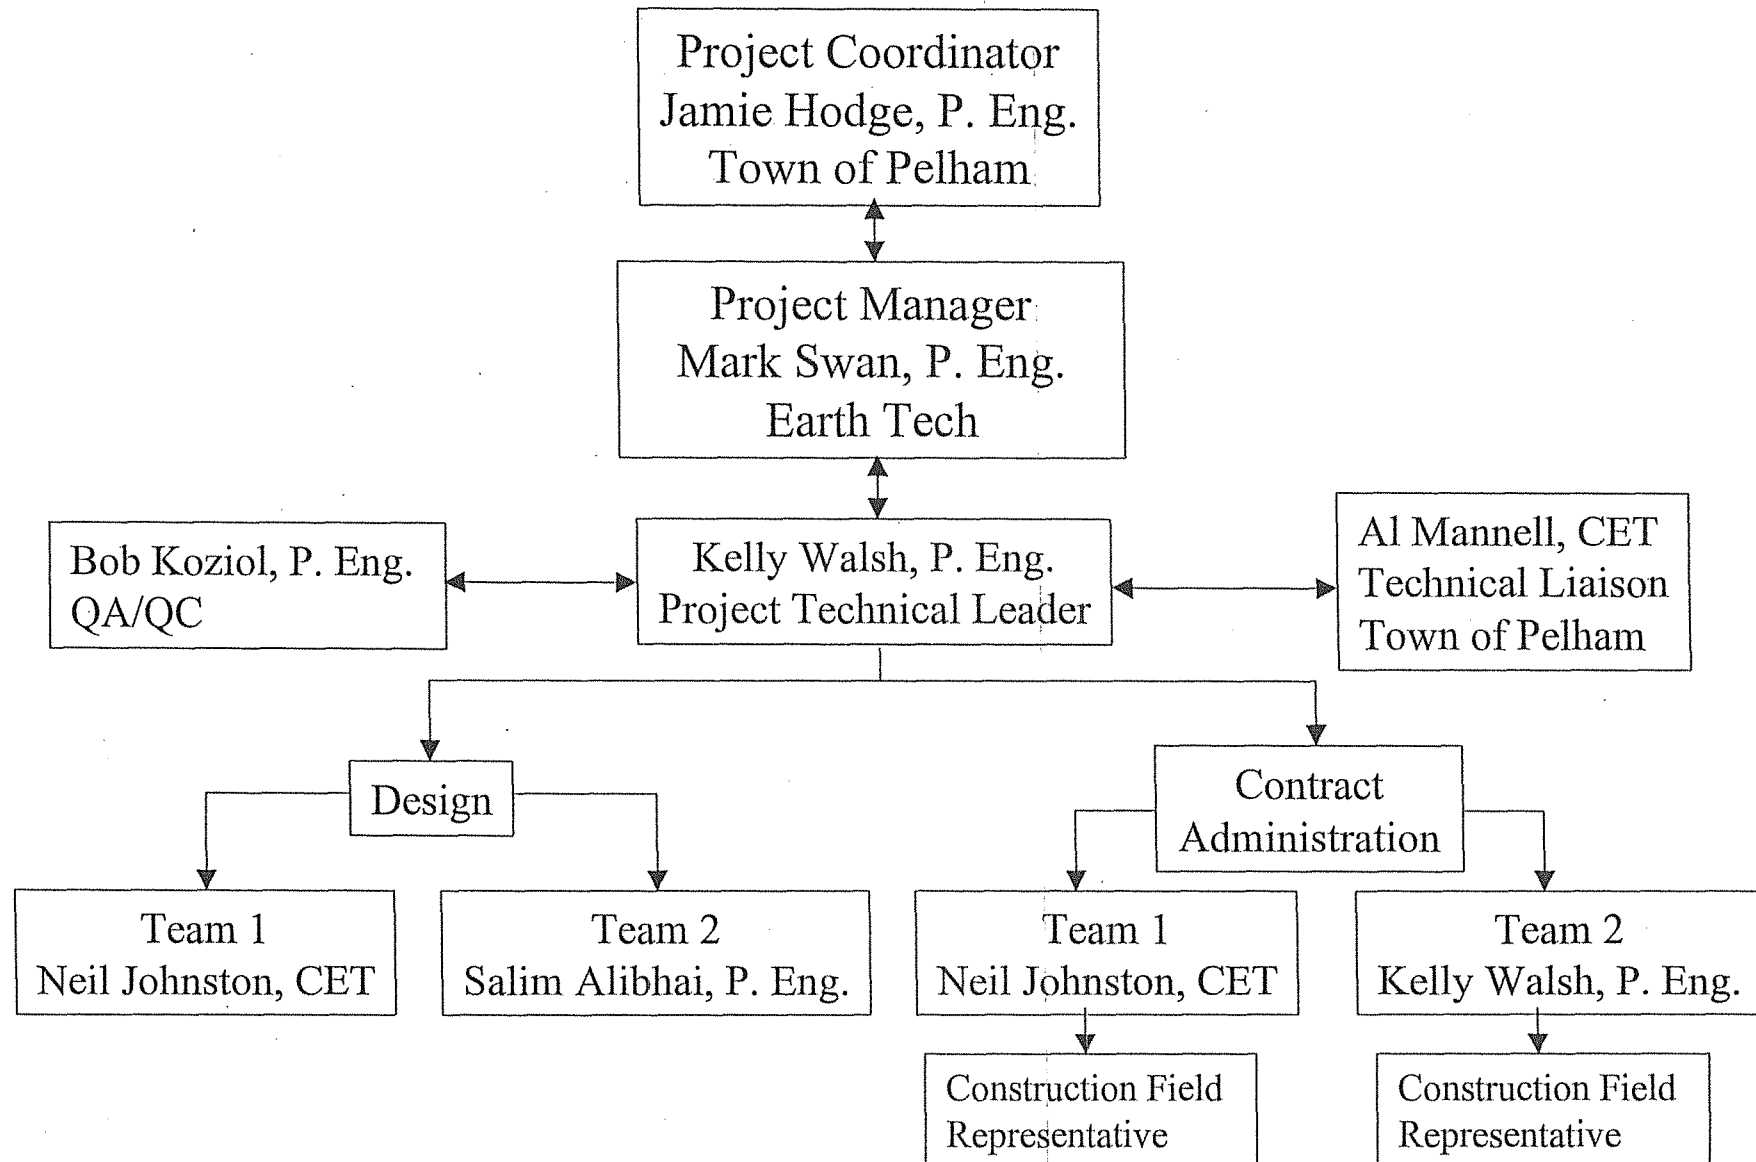 Project Coordinator
Jamie Hodge, P. Eng.
Town of Pelham
Project Manager
Mark Swan, P. Eng.
Earth Tech
Bob Koziol, P. Eng.
QA/QC
Kelly Walsh, P. Eng.
Project Technical Leader
Al Mannell, CET
Technical Liaison
Town of Pelham
Design
Contract
Administration
Team 1
Neil Johnston, CET
Team 2
Salim Alibhai, P. Eng.
Team 1
Neil Johnston, CET
Team 2
Kelly Walsh, P. Eng.
Construction Field
Representative
Construction Field
Representative